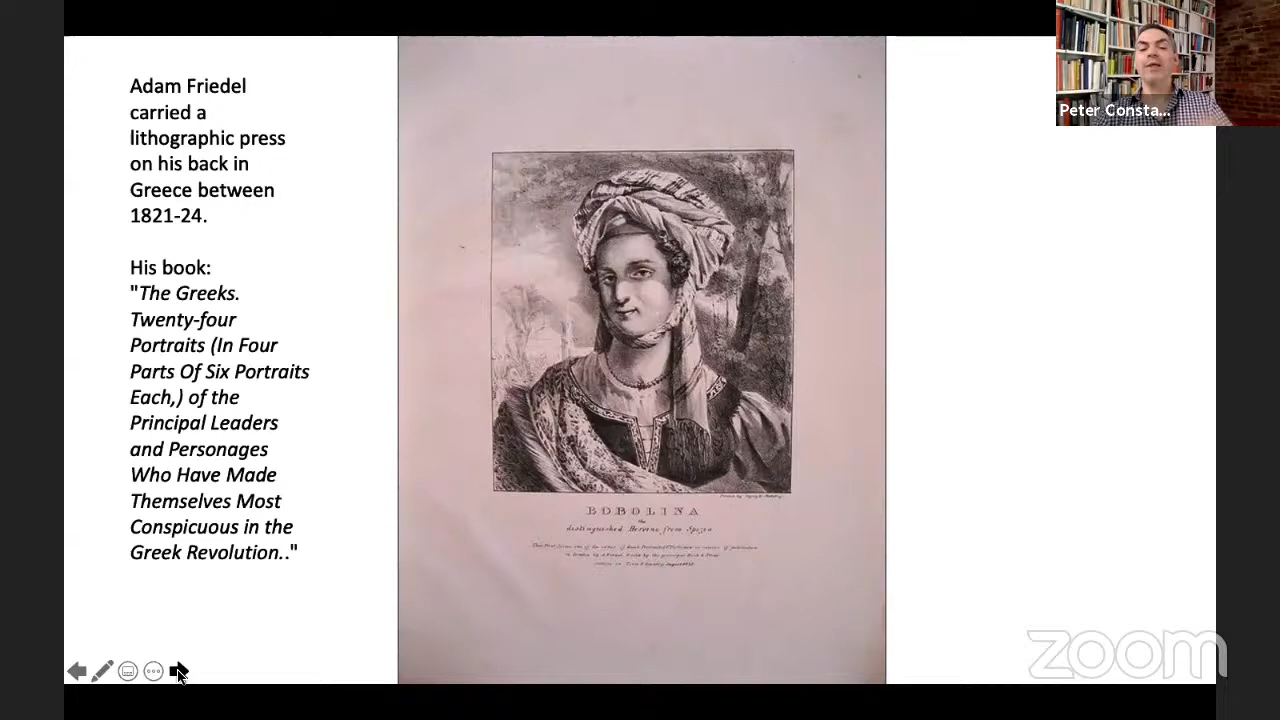 Adam Friedel
carried a
lithographic press
on his back in
Greece between
1821-24.
His book:
"The Greeks.
Twenty-four
Portraits (In Four
Parts Of Six Portraits
Each,) of the
Principal Leaders
and Personages
Who Have Made
Themselves Most
Conspicuous in the
Greek Revolution.."
BOBOLINA
the
distinguished Heroine from Spezia
Peter Consta...
zoom